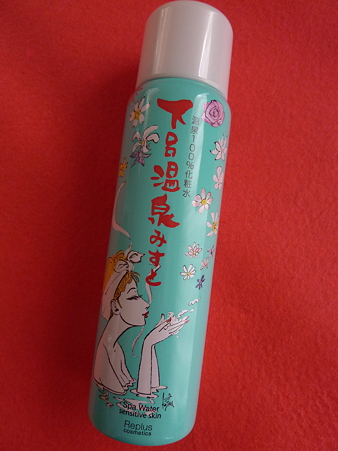 温泉100%化粧水
下呂温泉みすと
Spa Water
sensitive skin
Replus
cosmetics